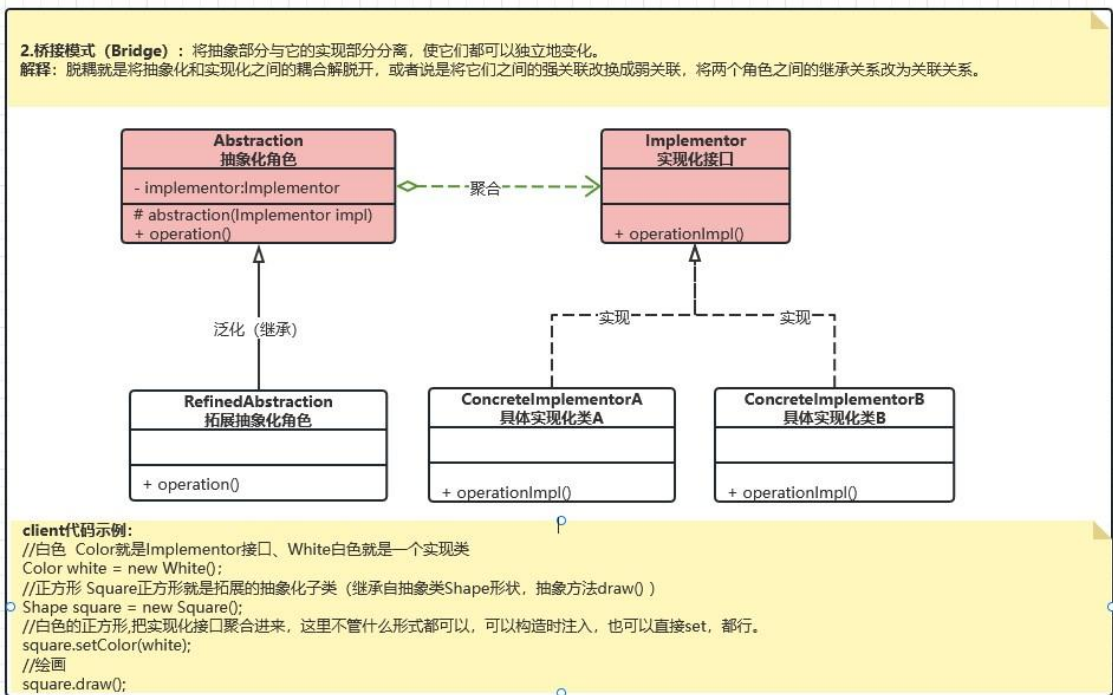 2.桥接模式（Bridge）：将抽象部分与它的实现部分分离，使它们都可以独立地变化。
解释：脱耦就是将抽象化和实现化之间的耦合解脱开，或者说是将它们之间的强关联改换成弱关联，将两个角色之间的继承关系改为关联关系。
Abstraction
抽象化角色
- implementor:Implementor
# abstraction(Implementor impl)
+ operation()
聚合
Implementor
实现化接口
+ operationImpl()
泛化（继承）
实现
实现
RefinedAbstraction
拓展抽象化角色
+ operation()
ConcreteImplementorA
具体实现化类A
+ operationImpl()
ConcreteImplementorB
具体实现化类B
+ operationImpl()
client代码示例：
//白色 Color就是Implementor接口、White白色就是一个实现类
Color white = new White();
//正方形 Square正方形就是拓展的抽象化子类（继承自抽象类Shape形状，抽象方法draw() ）
Shape square = new Square();
//白色的正方形,把实现化接口聚合进来，这里不管什么形式都可以，可以构造时注入，也可以直接set，都行。
square.setColor(white);
//绘画
square.draw();